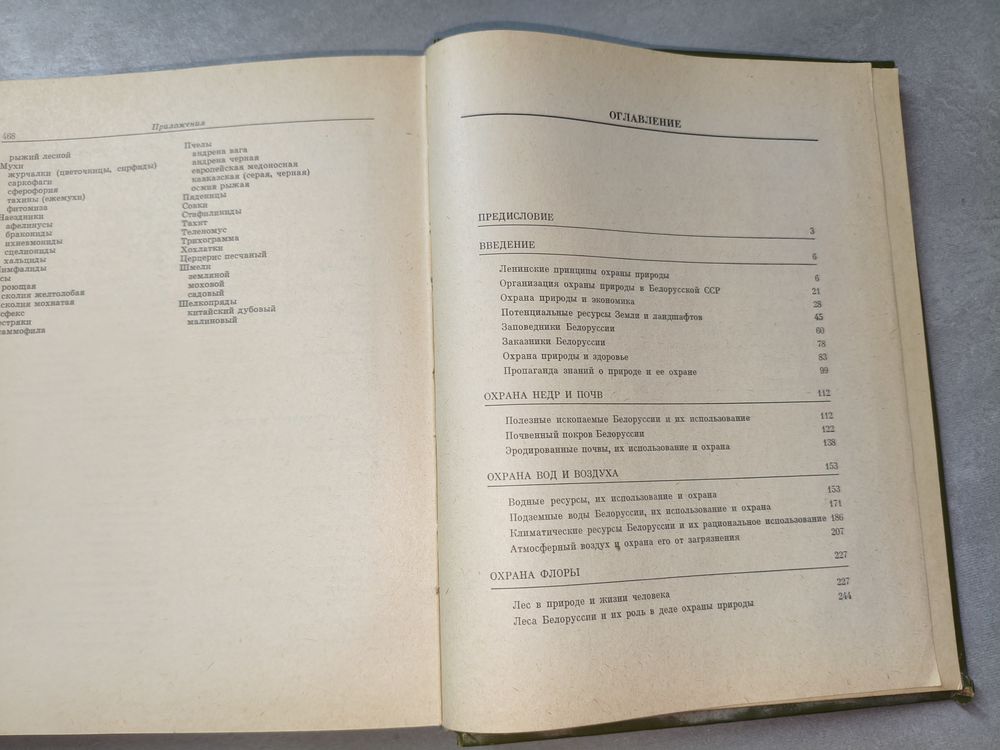 468
Приложения
рыжий лесной
Мухи
журчалки (цветочницы, сирфиды)
саркофаги
сферофория
тахины (ежемухи)
фитомиза
Наездники
афелинусы
бракониды
ихневмониды
сцелиониды
хальциды
роющая
сколия желтолобая
сколия мохнатая
Пчелы
андрена вага
андрена черная
европейская медоносная
кавказская (серая, черная)
осмия рыжая
Пяденицы
Совки
Стафилиниды
Тахит
Теленомус
Трихограмма
Хохлатки
Церцерис песчаный
Шмели
земляной
моховой
садовый
Шелкопряды
китайский дубовый
малиновый
ОГЛАВЛЕНИЕ
ПРЕДИСЛОВИЕ 3
ВВЕДЕНИЕ 6
Ленинские принципы охраны природы 6
Организация охраны природы в Белорусской ССР 21
Охрана природы и экономика 28
Потенциальные ресурсы Земли и ландшафтов 45
Заповедники Белоруссии 60
Заказники Белоруссии 78
Охрана природы и здоровье 83
Пропаганда знаний о природе и ее охране 99
ОХРАНА НЕДР И ПОЧВ 112
Полезные ископаемые Белоруссии и их использование 112
Почвенный покров Белоруссии 122
Эродированные почвы, их использование и охрана 138
ОХРАНА ВОД И ВОЗДУХА 153
Водные ресурсы, их использование и охрана 153
Подземные воды Белоруссии, их использование и охрана 171
Климатические ресурсы Белоруссии и их рациональное использование 186
Атмосферный воздух и охрана его от загрязнения 207
ОХРАНА ФЛОРЫ 227
Лес в природе и жизни человека 227
Леса Белоруссии и их роль в деле охраны природы 244